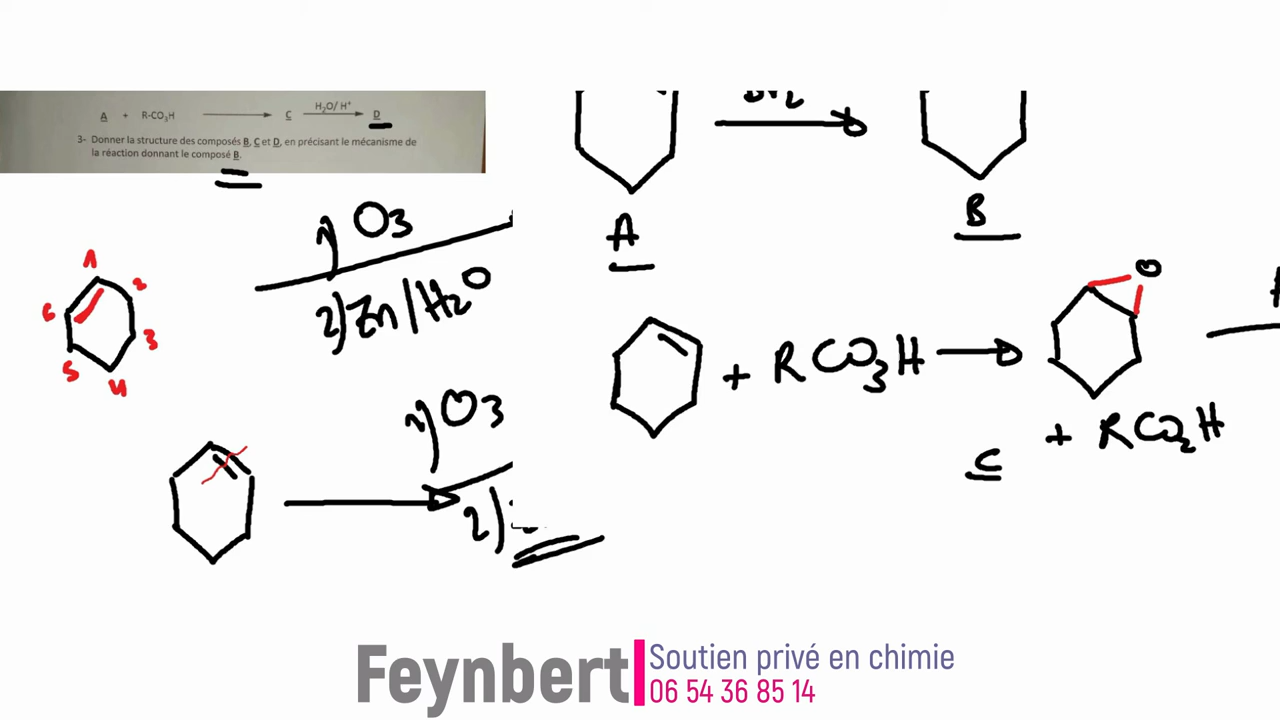 A + R-CO₃H C H₂O/ H⁺ D
3- Donner la structure des composés B, C et D, en précisant le mécanisme de
la réaction donnant le composé B.
A
B
1) O3
2) Zn/H2O
1
2
3
4
5
6
+ RCO3H
O
+ RCO2H
C
1) O3
2)
Feynbert
Soutien privé en chimie
06 54 36 85 14